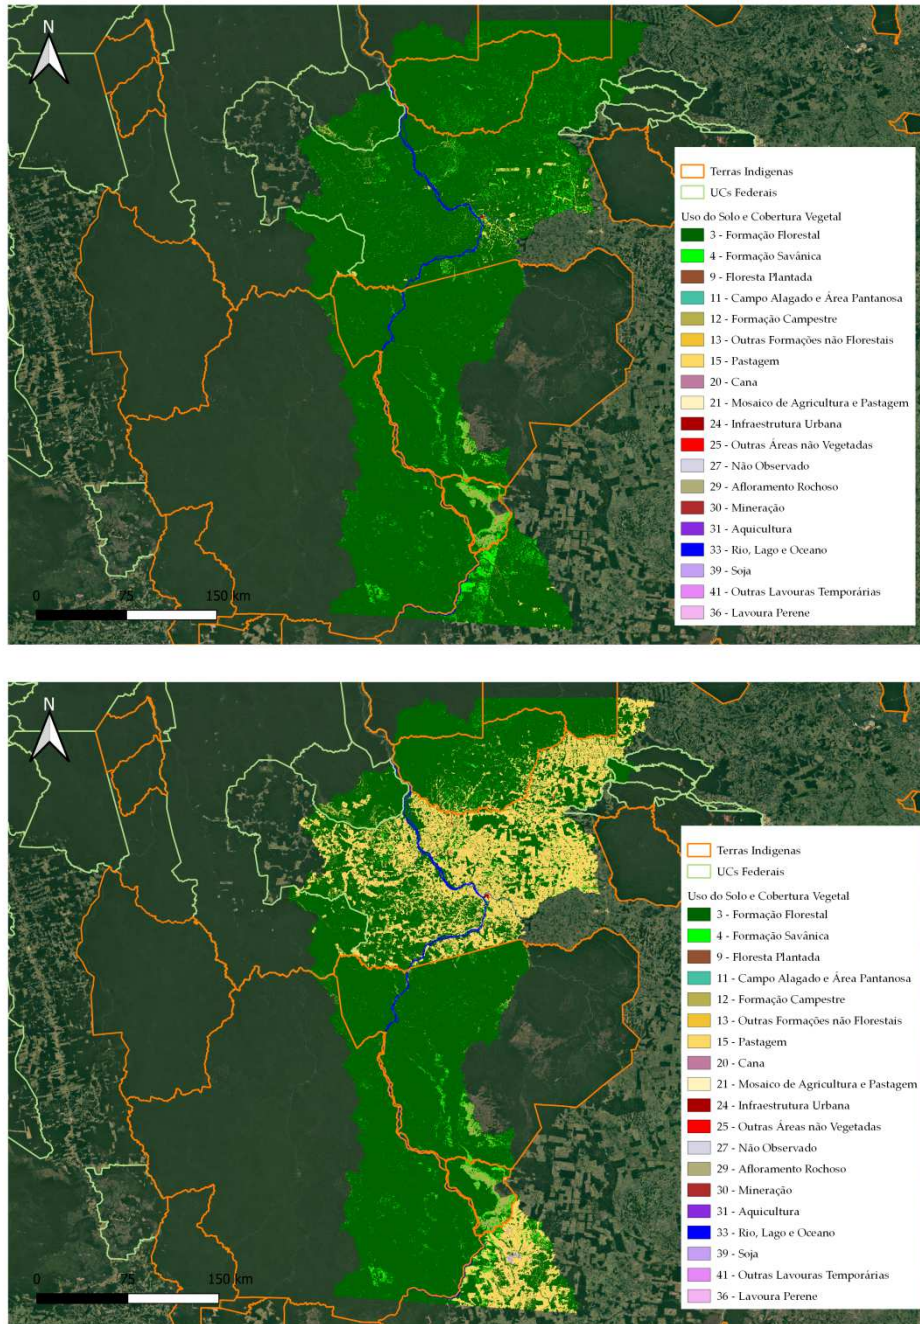 N
Terras Indígenas
UCs Federais
Uso do Solo e Cobertura Vegetal
3 - Formação Florestal
4 - Formação Savânica
9 - Floresta Plantada
11 - Campo Alagado e Área Pantanosa
12 - Formação Campestre
13 - Outras Formações não Florestais
15 - Pastagem
20 - Cana
21 - Mosaico de Agricultura e Pastagem
24 - Infraestrutura Urbana
25 - Outras Áreas não Vegetadas
27 - Não Observado
29 - Afloramento Rochoso
30 - Mineração
31 - Aquicultura
33 - Rio, Lago e Oceano
39 - Soja
41 - Outras Lavouras Temporárias
36 - Lavoura Perene
0 75 150 km
N
Terras Indígenas
UCs Federais
Uso do Solo e Cobertura Vegetal
3 - Formação Florestal
4 - Formação Savânica
9 - Floresta Plantada
11 - Campo Alagado e Área Pantanosa
12 - Formação Campestre
13 - Outras Formações não Florestais
15 - Pastagem
20 - Cana
21 - Mosaico de Agricultura e Pastagem
24 - Infraestrutura Urbana
25 - Outras Áreas não Vegetadas
27 - Não Observado
29 - Afloramento Rochoso
30 - Mineração
31 - Aquicultura
33 - Rio, Lago e Oceano
39 - Soja
41 - Outras Lavouras Temporárias
36 - Lavoura Perene
0 75 150 km